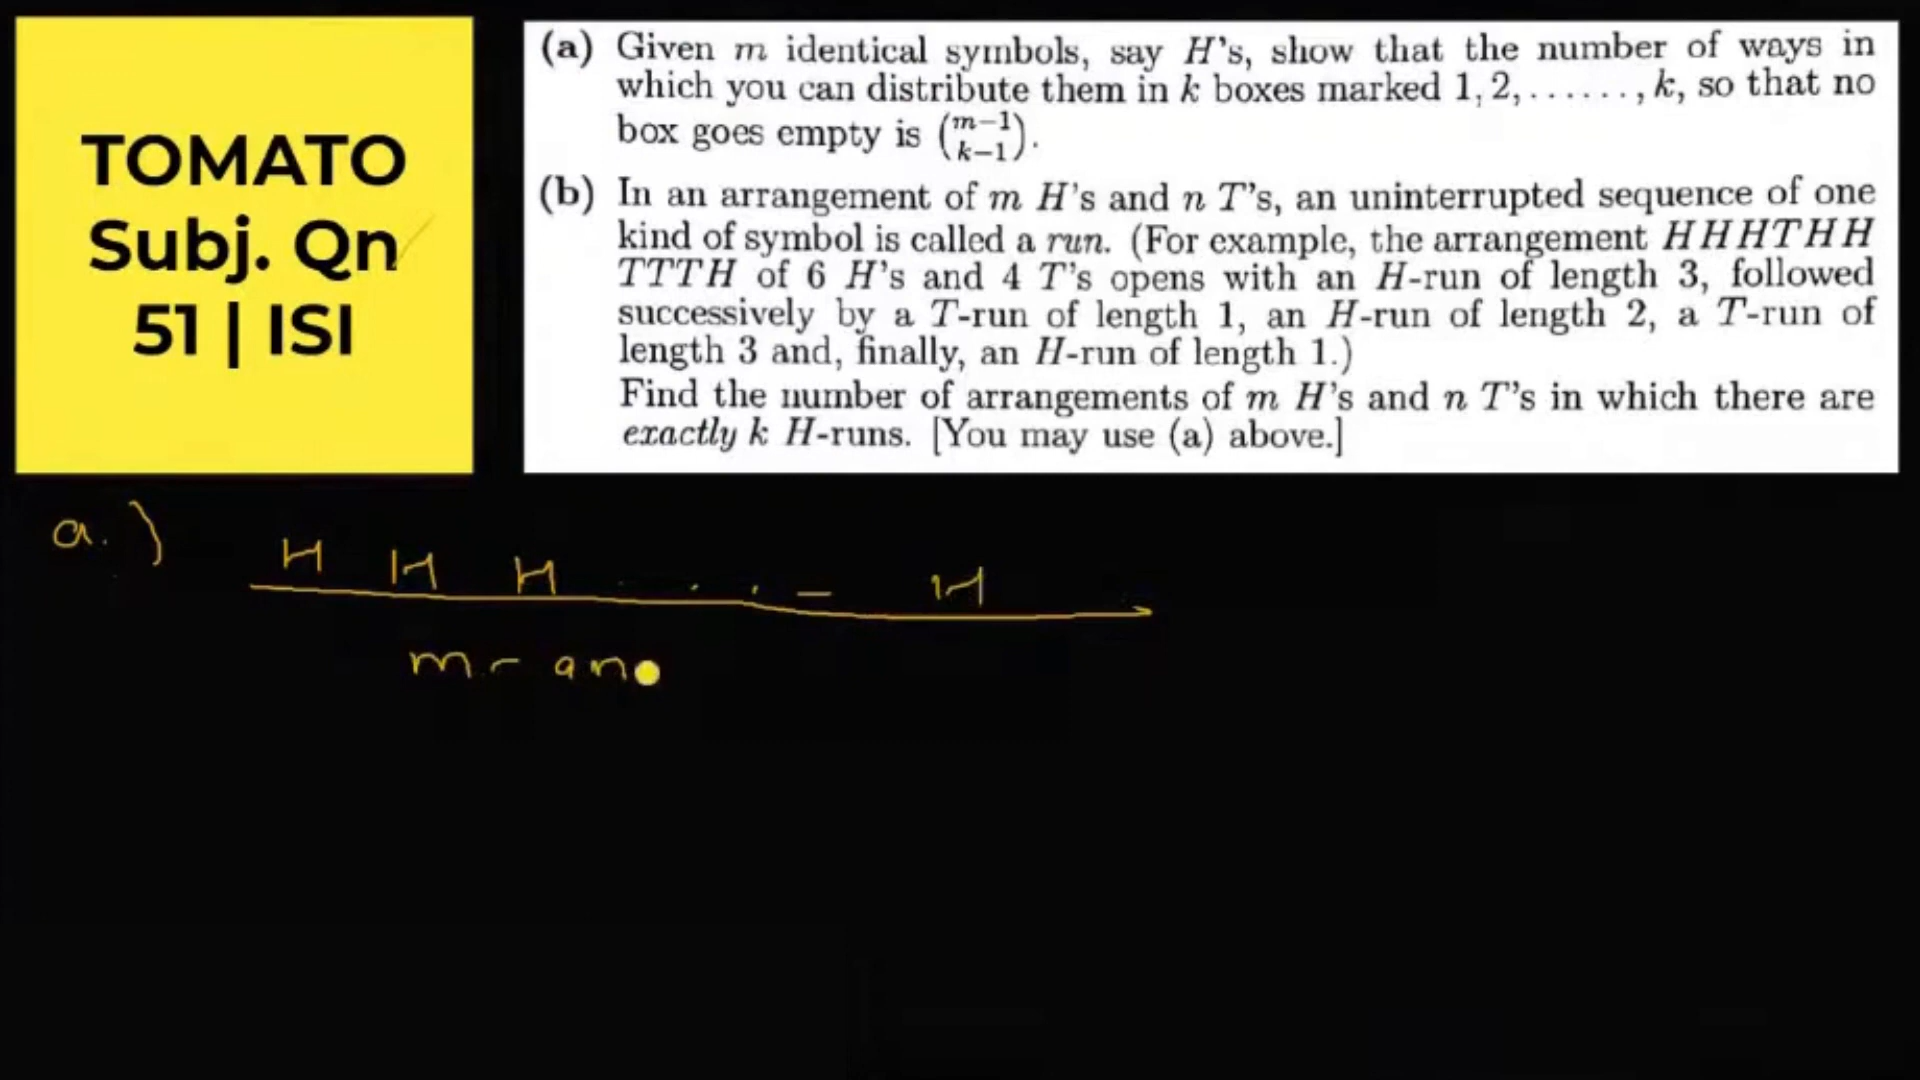 TOMATO
Subj. Qn
51 | ISI
(a) Given m identical symbols, say H's, show that the number of ways in
which you can distribute them in k boxes marked 1, 2, . . . . . . , k, so that no
box goes empty is (m−1 k−1).
(b) In an arrangement of m H's and n T's, an uninterrupted sequence of one
kind of symbol is called a run. (For example, the arrangement H H H T H H
T T T H of 6 H's and 4 T's opens with an H-run of length 3, followed
successively by a T-run of length 1, an H-run of length 2, a T-run of
length 3 and, finally, an H-run of length 1.)
Find the number of arrangements of m H's and n T's in which there are
exactly k H-runs. [You may use (a) above.]
a.)
H H H . . . – H
m - an